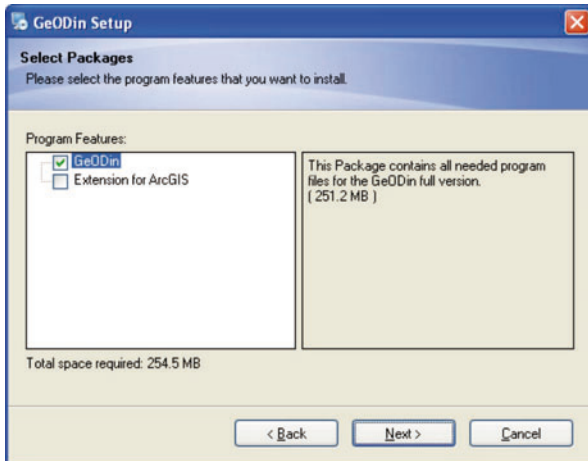 GeODin Setup
Select Packages
Please select the program features that you want to install.
Program Features:
GeODin
Extension for ArcGIS
This Package contains all needed program
files for the GeODin full version.
( 251.2 MB )
Total space required: 254.5 MB
< Back
Next >
Cancel